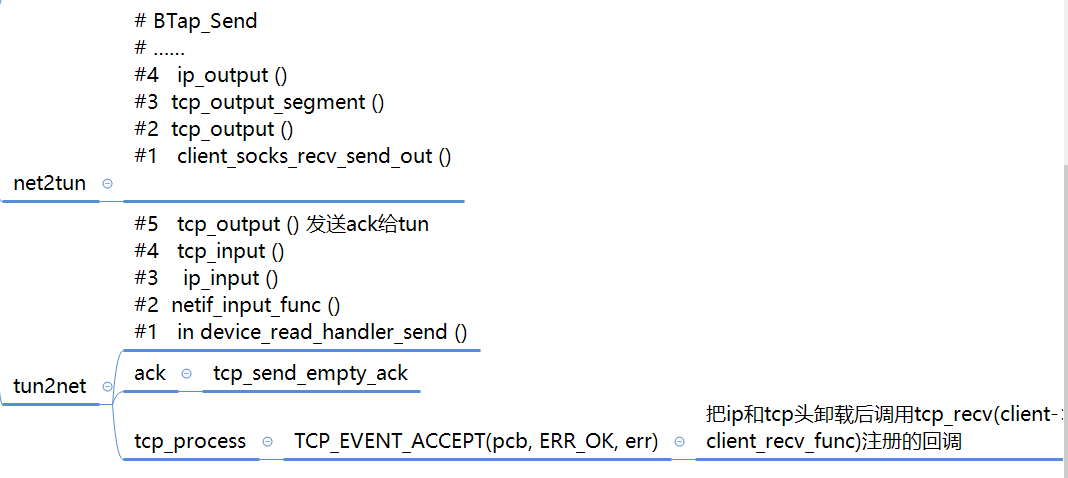 # BTap_Send
# ......
#4 ip_output ()
#3 tcp_output_segment ()
#2 tcp_output ()
#1 client_socks_recv_send_out ()
net2tun
#5 tcp_output () 发送ack给tun
#4 tcp_input ()
#3 ip_input ()
#2 netif_input_func ()
#1 in device_read_handler_send ()
tun2net
ack
tcp_send_empty_ack
tcp_process
TCP_EVENT_ACCEPT(pcb, ERR_OK, err)
把ip和tcp头卸载后调用tcp_recv(client-
client_recv_func)注册的回调